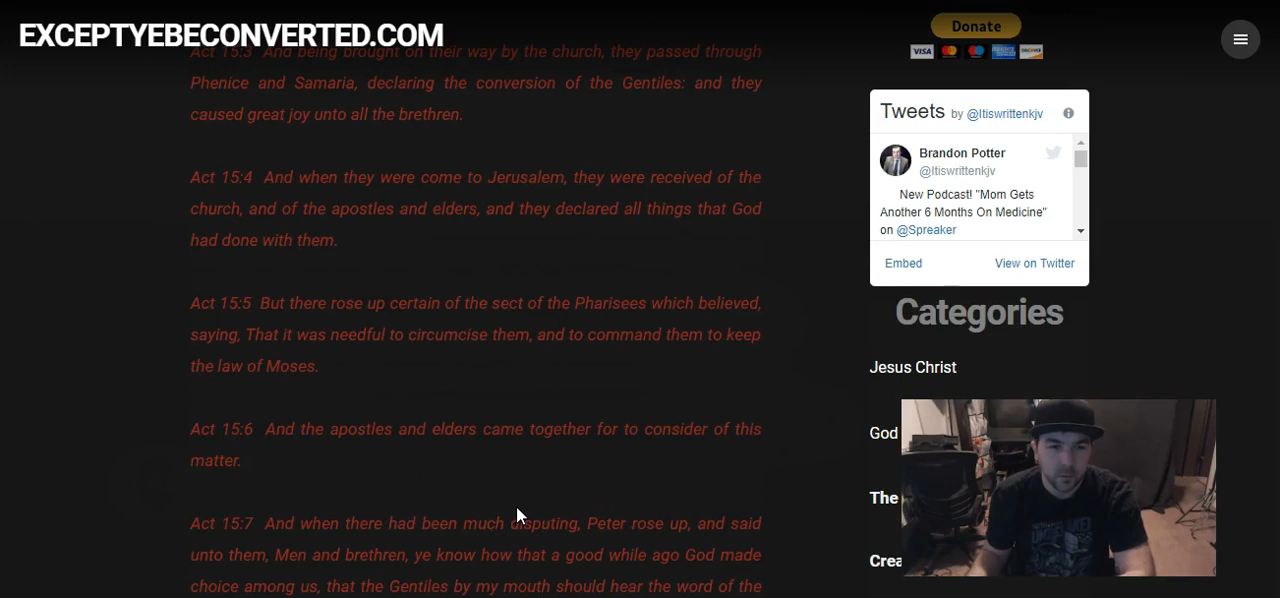 EXCEPTYEBECONVERTED.COM
Act 15:3 And being brought on their way by the church, they passed through
Phenice and Samaria, declaring the conversion of the Gentiles: and they
caused great joy unto all the brethren.
Act 15:4 And when they were come to Jerusalem, they were received of the
church, and of the apostles and elders, and they declared all things that God
had done with them.
Act 15:5 But there rose up certain of the sect of the Pharisees which believed,
saying, That it was needful to circumcise them, and to command them to keep
the law of Moses.
Act 15:6 And the apostles and elders came together for to consider of this
matter.
Act 15:7 And when there had been much disputing, Peter rose up, and said
unto them, Men and brethren, ye know how that a good while ago God made
choice among us, that the Gentiles by my mouth should hear the word of the
Donate
VISA
Tweets by @Itiswrittenkjv
Brandon Potter
@Itiswrittenkjv
New Podcast! "Mom Gets
Another 6 Months On Medicine"
on @Spreaker
Embed View on Twitter
Categories
Jesus Christ
God
The
Crea